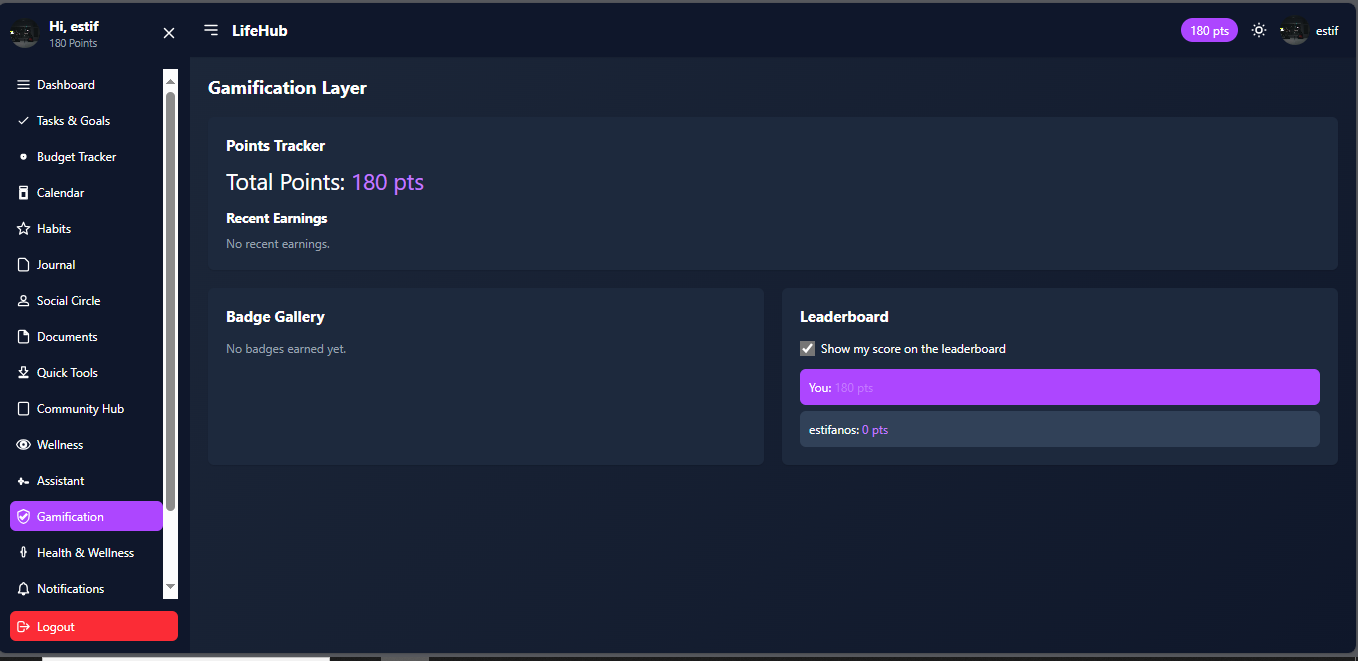 Hi, estif
180 Points
Dashboard
Tasks & Goals
Budget Tracker
Calendar
Habits
Journal
Social Circle
Documents
Quick Tools
Community Hub
Wellness
Assistant
Gamification
Health & Wellness
Notifications
Logout
LifeHub
180 pts
estif
Gamification Layer
Points Tracker
Total Points: 180 pts
Recent Earnings
No recent earnings.
Badge Gallery
No badges earned yet.
Leaderboard
Show my score on the leaderboard
You: 180 pts
estifanos: 0 pts